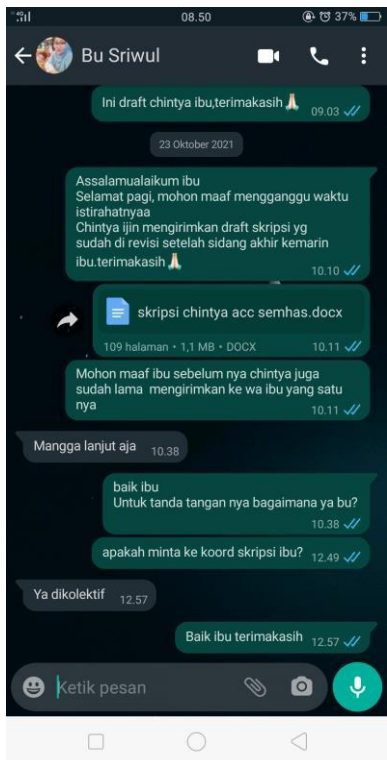 08.50
37%
Bu Sriwul
Ini draft chintya ibu,terimakasih🙏🏻
09.03
23 Oktober 2021
Assalamualaikum ibu
Selamat pagi, mohon maaf mengganggu waktu
istirahatnyaa
Chintya ijin mengirimkan draft skripsi yg
sudah di revisi setelah sidang akhir kemarin
ibu.terimakasih🙏🏻
10.10
skripsi chintya acc semhas.docx
109 halaman • 1,1 MB • DOCX 10.11
Mohon maaf ibu sebelum nya chintya juga
sudah lama mengirimkan ke wa ibu yang satu
nya
10.11
Mangga lanjut aja 10.38
baik ibu
Untuk tanda tangan nya bagaimana ya bu?
10.38
apakah minta ke koord skripsi ibu? 12.49
Ya dikolektif 12.57
Baik ibu terimakasih 12.57
Ketik pesan